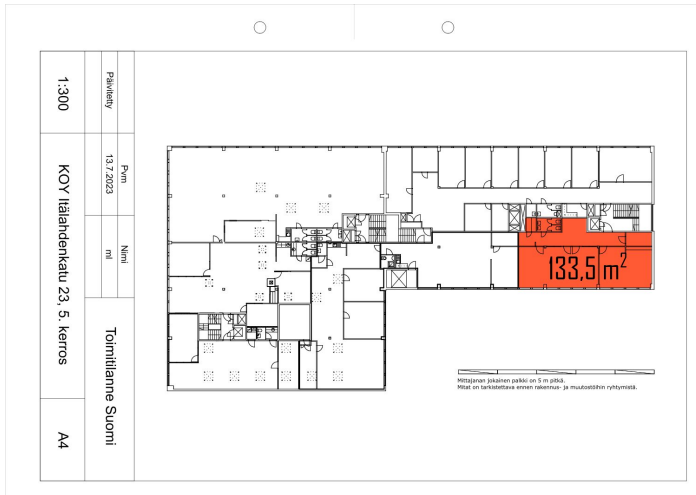 1:300
KOY Itälahdenkatu 23, 5. kerros
A4
Päivitetty
Pvm
13.7.2023
Nimi
ml
Toimitilanne Suomi
133,5 m²
Mittajanan jokainen palkki on 5 m pitkä.
Mitat on tarkistettava ennen rakennus- ja muutostöihin ryhtymistä.